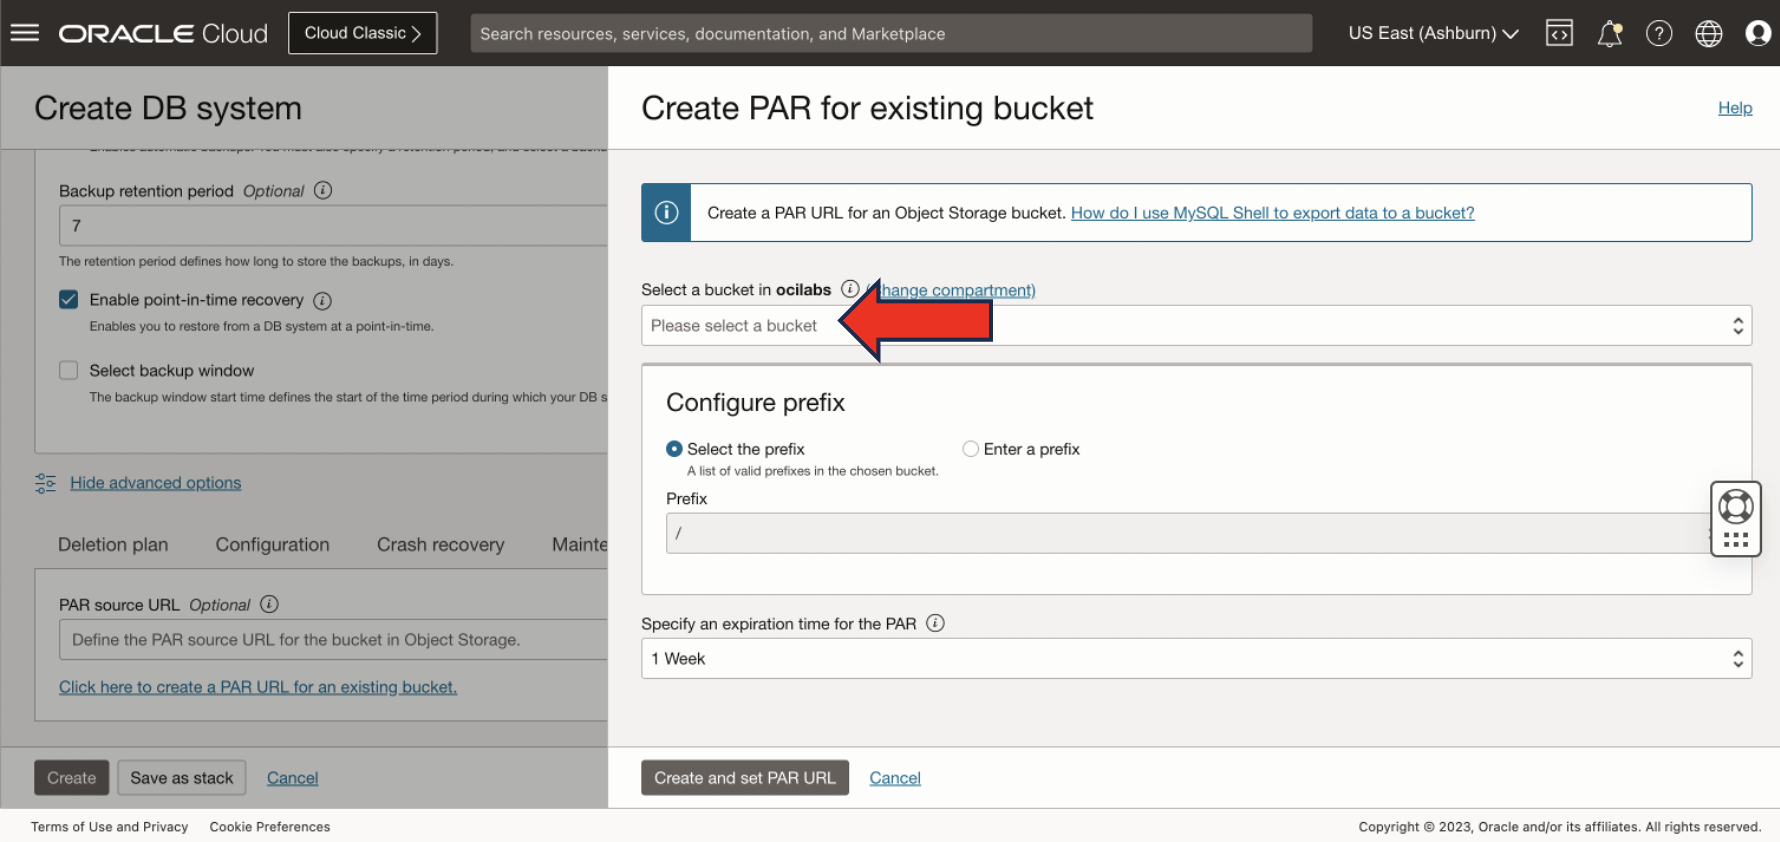 ORACLE Cloud
Cloud Classic
Search resources, services, documentation, and Marketplace
US East (Ashburn)
Create DB system
Backup retention period Optional
7
The retention period defines how long to store the backups, in days.
Enable point-in-time recovery
Enables you to restore from a DB system at a point-in-time.
Select backup window
The backup window start time defines the start of the time period during which your DB s
Hide advanced options
Deletion plan
Configuration
Crash recovery
Mainte
PAR source URL Optional
Define the PAR source URL for the bucket in Object Storage.
Click here to create a PAR URL for an existing bucket.
Create
Save as stack
Cancel
Create PAR for existing bucket
Help
Create a PAR URL for an Object Storage bucket. How do I use MySQL Shell to export data to a bucket?
Select a bucket in ocilabs
hange compartment)
Please select a bucket
Configure prefix
Select the prefix
A list of valid prefixes in the chosen bucket.
Enter a prefix
Prefix
/
Specify an expiration time for the PAR
1 Week
Create and set PAR URL
Cancel
Terms of Use and Privacy
Cookie Preferences
Copyright © 2023, Oracle and/or its affiliates. All rights reserved.